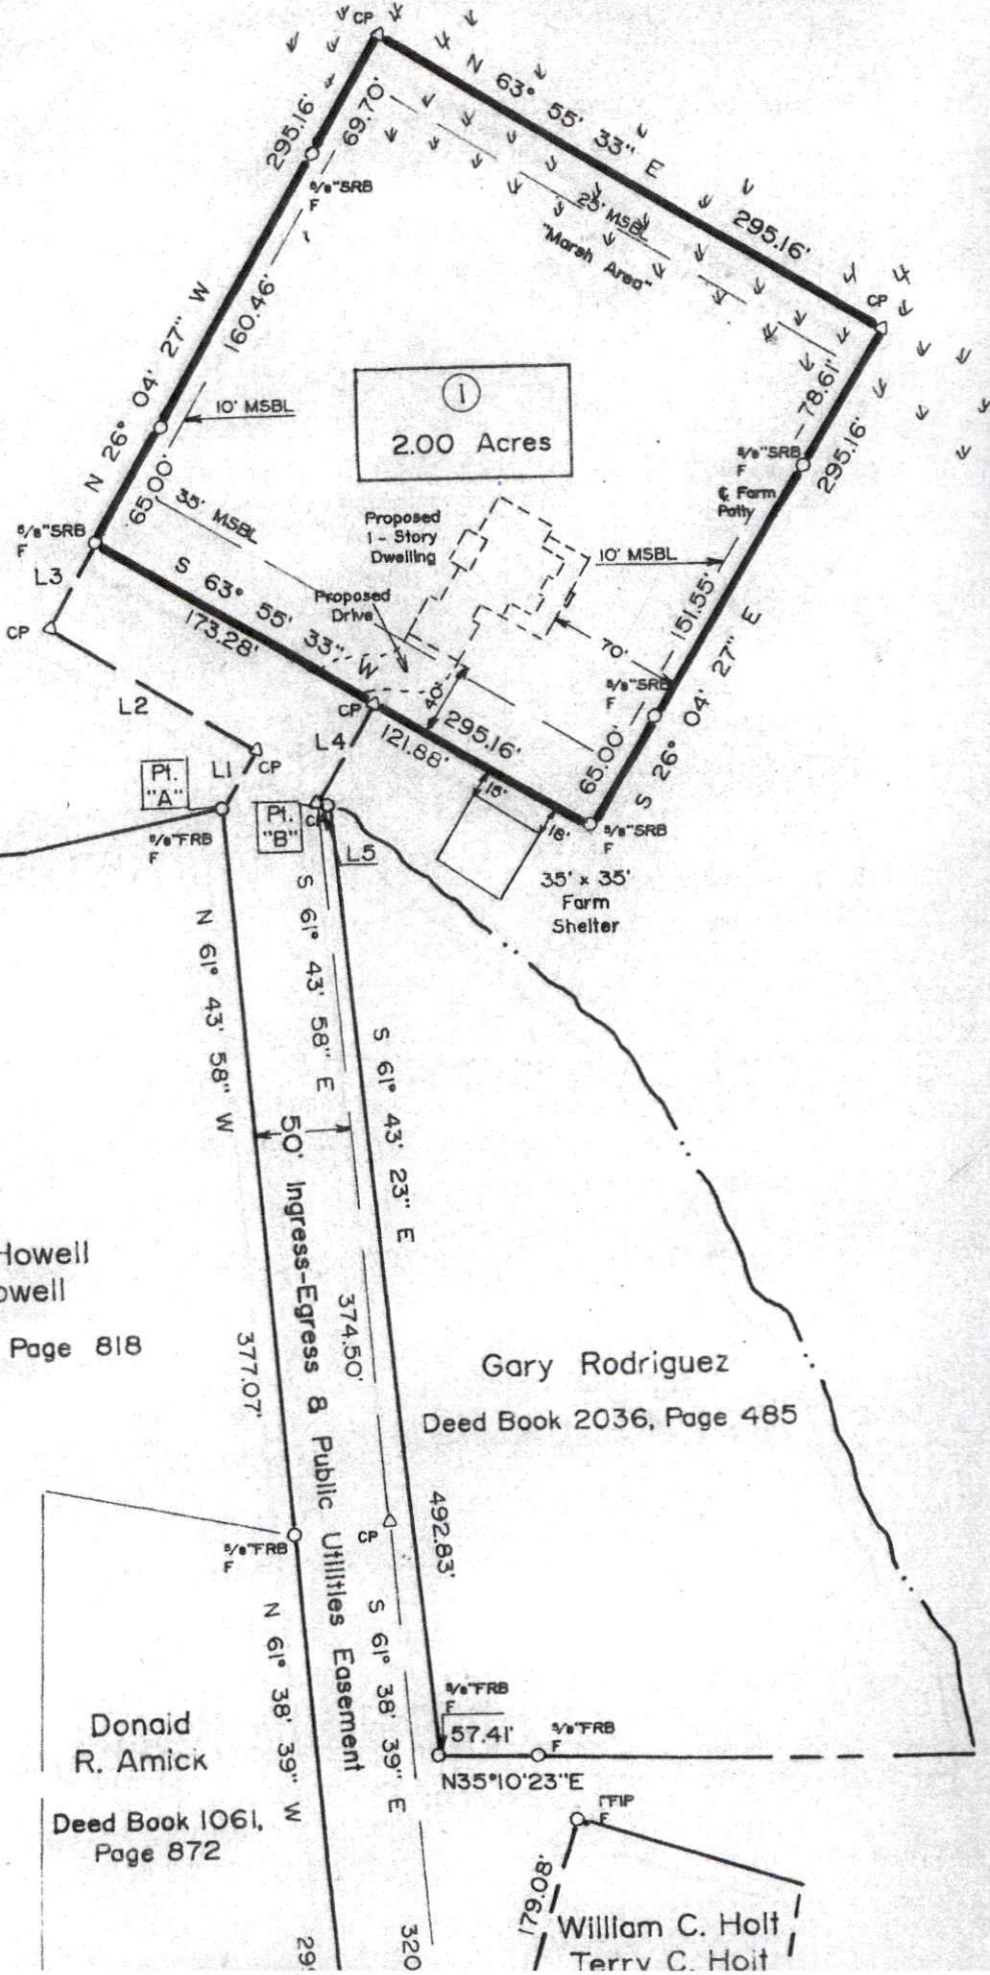 CP
N 63° 55' 33" E
295.16'
69.70'
295.16'
5/8"SRB
F
25' MSBL
"Marsh Area"
CP
N 26° 04' 27" W
160.46'
10' MSBL
1
2.00 Acres
78.61'
295.16'
5/8"SRB
F
℄ Farm
Patty
65.00'
35' MSBL
Proposed
1 - Story
Dwelling
10' MSBL
5/8"SRB
F
L3
S 63° 55' 33" W
173.28'
Proposed
Drive
151.55'
70'
S 26° 04' 27" E
CP
5/8"SRB
F
L2
CP
40'
295.16'
121.88'
65.00'
L4
Pt.
"A"
L1
CP
Pt.
"B"
CP
15'
18'
5/8"SRB
F
5/8"FRB
F
L5
35' x 35'
Farm
Shelter
N 61° 43' 58" W
S 61° 43' 58" E
S 61° 43' 23" E
50' Ingress-Egress & Public Utilities Easement
Howell
owell
Page 818
377.07'
374.50'
Gary Rodriguez
Deed Book 2036, Page 485
492.83'
5/8"FRB
F
CP
N 61° 38' 39" W
S 61° 38' 39" E
5/8"FRB
F
57.41'
5/8"FRB
F
N35°10'23"E
Donald
R. Amick
Deed Book 1061,
Page 872
1"FIP
F
179.08'
William C. Holt
Terry C. Holt
29
320